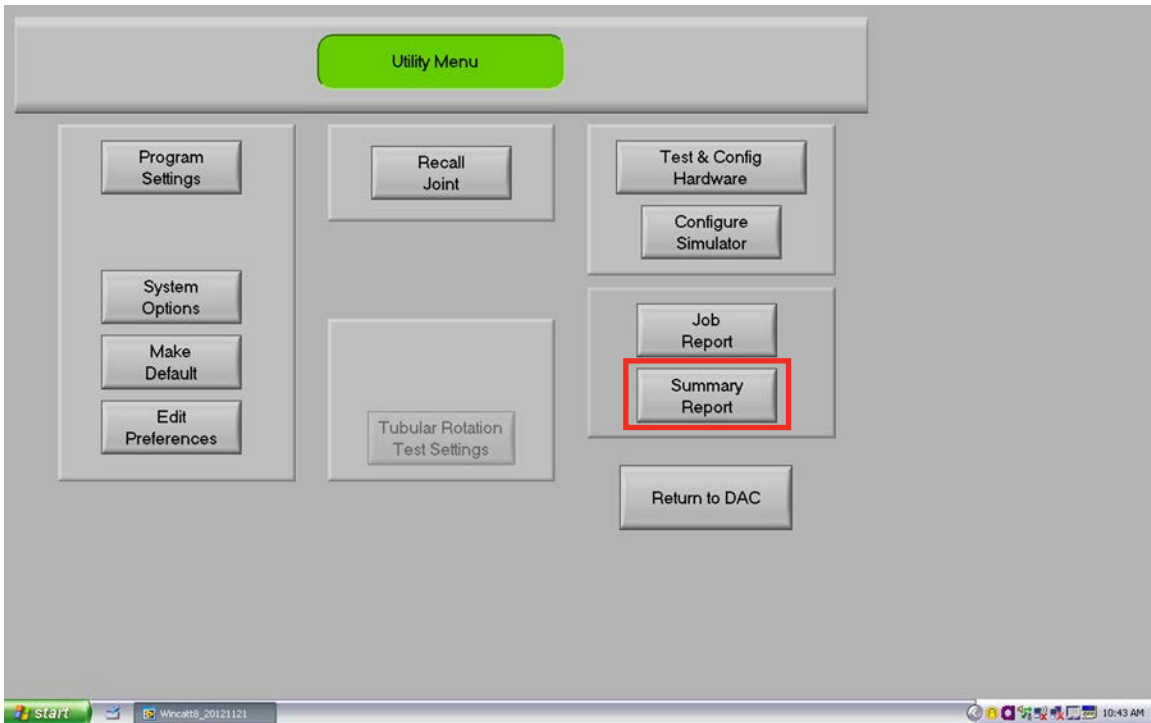 Utility Menu
Program
Settings
System
Options
Make
Default
Edit
Preferences
Recall
Joint
Tubular Rotation
Test Settings
Test & Config
Hardware
Configure
Simulator
Job
Report
Summary
Report
Return to DAC
start
Wincatt8_20121121
10:43 AM